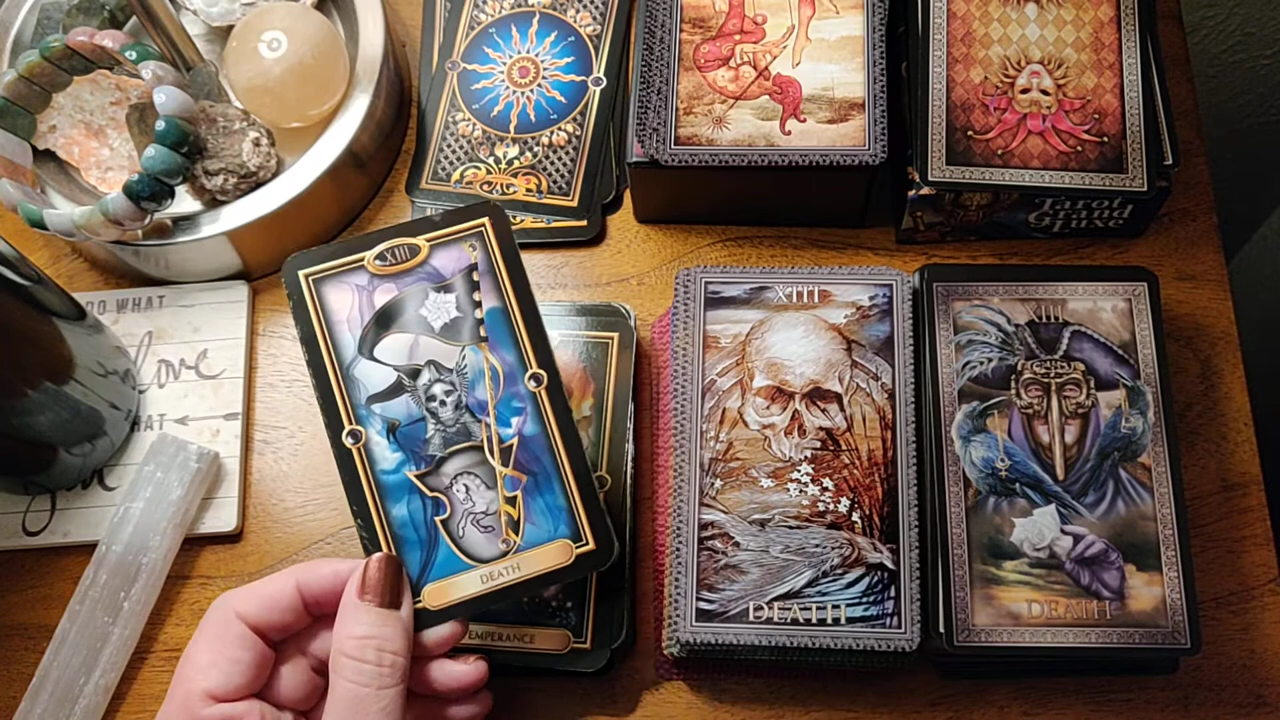 Tarot
Grand
Luxe
DO WHAT
love
HAT
XIII
DEATH
EMPERANCE
XIII
DEATH
XIII
DEATH